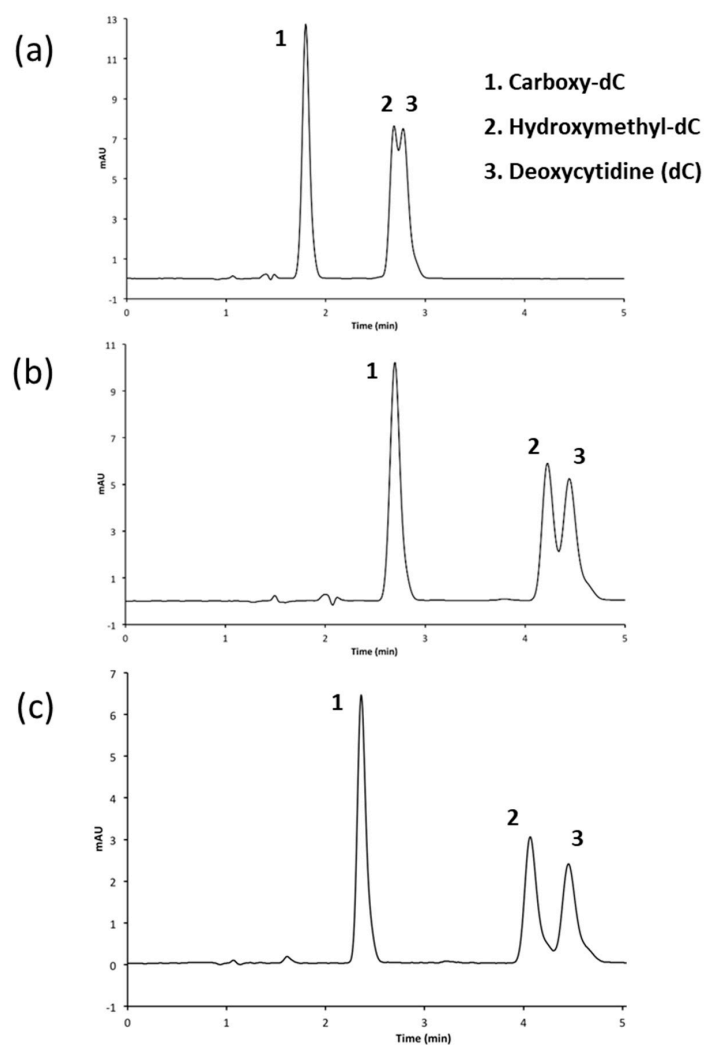 (a)
13
11
9
7
5
3
1
-1
mAU
0 1 2 3 4 5
Time (min)
1
2 3
1. Carboxy-dC
2. Hydroxymethyl-dC
3. Deoxycytidine (dC)
(b)
11
9
7
5
3
1
-1
mAU
0 1 2 3 4 5
Time (min)
1
2
3
(c)
7
6
5
4
3
2
1
0
-1
mAU
0 1 2 3 4 5
Time (min)
1
2
3